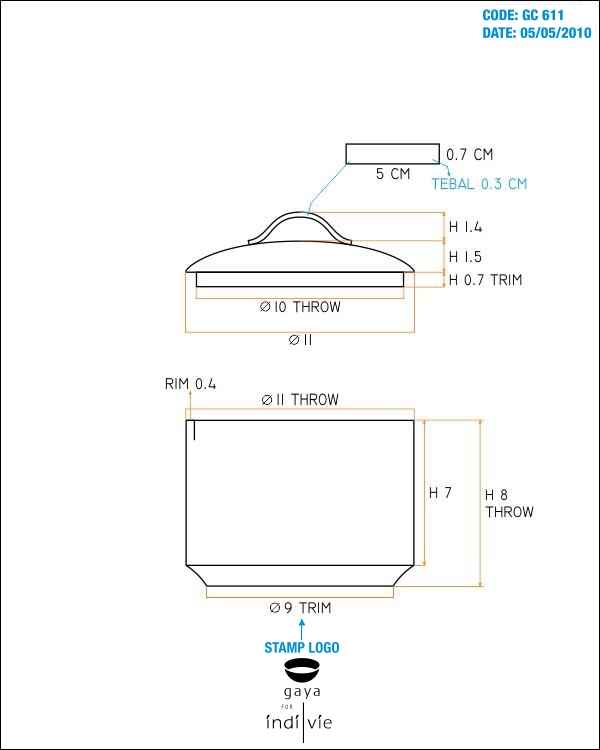 CODE: GC 611
DATE: 05/05/2010
0.7 CM
5 CM
TEBAL 0.3 CM
H 1.4
H 1.5
H 0.7 TRIM
∅10 THROW
∅11
RIM 0.4
∅11 THROW
H 7
H 8
THROW
∅9 TRIM
STAMP LOGO
gaya
FOR
indi vie